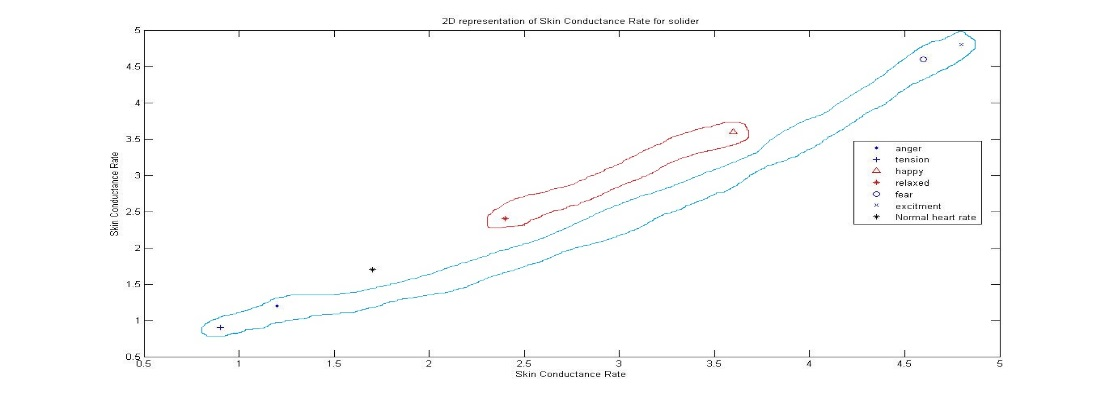 2D representation of Skin Conductance Rate for solider
5
4.5
4
3.5
3
2.5
2
1.5
1
0.5
Skin Conductance Rate
anger
tension
happy
relaxed
fear
excitment
Normal heart rate
0.5 1 1.5 2 2.5 3 3.5 4 4.5 5
Skin Conductance Rate